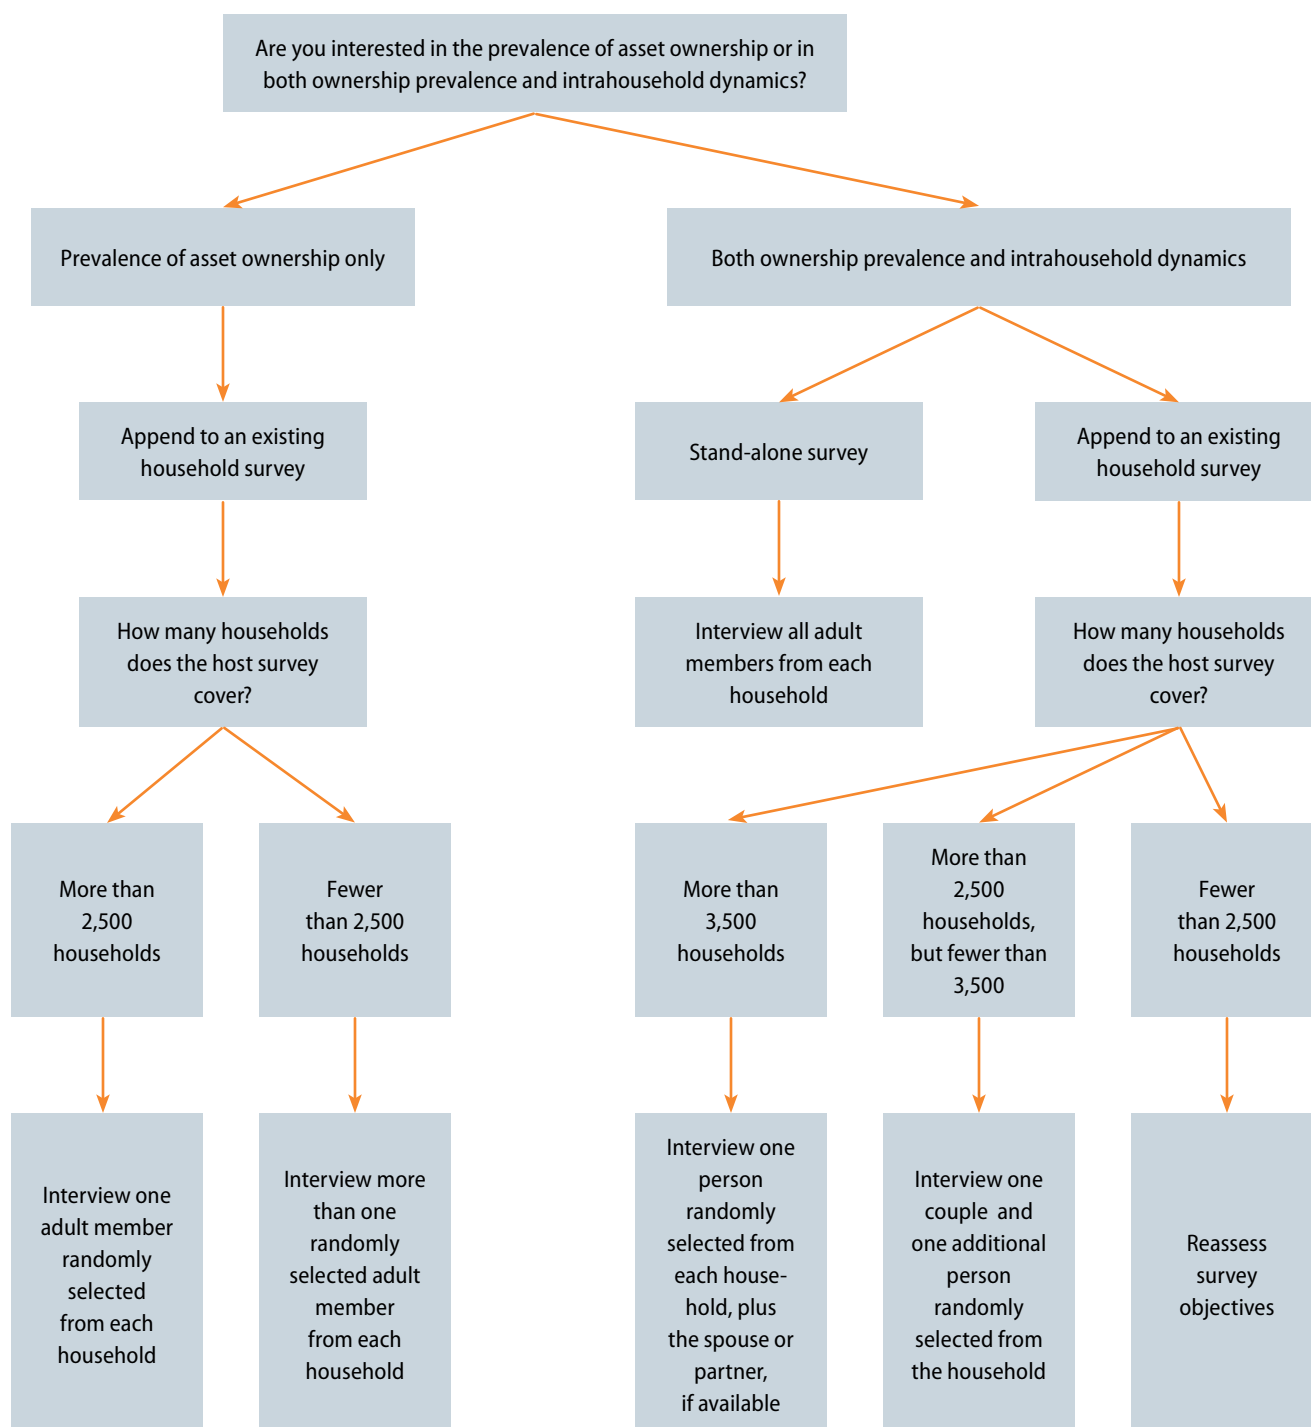 Are you interested in the prevalence of asset ownership or in
both ownership prevalence and intrahousehold dynamics?
Prevalence of asset ownership only
Both ownership prevalence and intrahousehold dynamics
Append to an existing
household survey
Stand-alone survey
Append to an existing
household survey
How many households
does the host survey
cover?
Interview all adult
members from each
household
How many households
does the host survey
cover?
More than
2,500
households
Fewer
than 2,500
households
More than
3,500
households
More than
2,500
households,
but fewer than
3,500
Fewer
than 2,500
households
Interview one
adult member
randomly
selected
from each
household
Interview more
than one
randomly
selected adult
member
from each
household
Interview one
person
randomly
selected from
each house-
hold, plus
the spouse or
partner,
if available
Interview one
couple and
one additional
person
randomly
selected from
the household
Reassess
survey
objectives